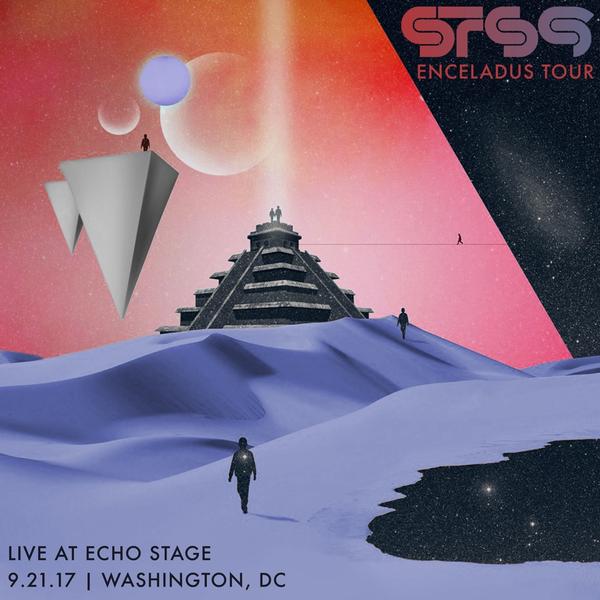 STS9
ENCELADUS TOUR
LIVE AT ECHO STAGE
9.21.17 | WASHINGTON, DC